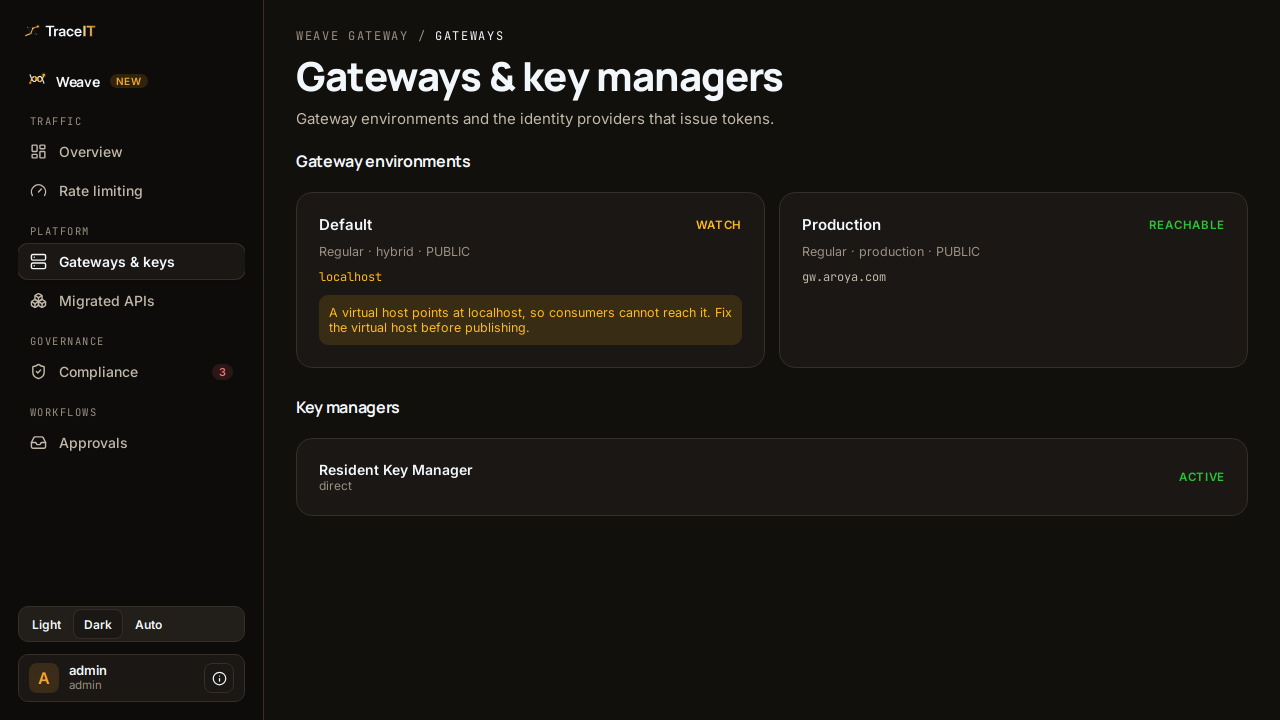 TraceIT
Weave NEW
TRAFFIC
Overview
Rate limiting
PLATFORM
Gateways & keys
Migrated APIs
GOVERNANCE
Compliance 3
WORKFLOWS
Approvals
Light Dark Auto
A
admin
admin
WEAVE GATEWAY / GATEWAYS
Gateways & key managers
Gateway environments and the identity providers that issue tokens.
Gateway environments
Default WATCH
Regular · hybrid · PUBLIC
localhost
A virtual host points at localhost, so consumers cannot reach it. Fix
the virtual host before publishing.
Production REACHABLE
Regular · production · PUBLIC
gw.aroya.com
Key managers
Resident Key Manager
direct
ACTIVE